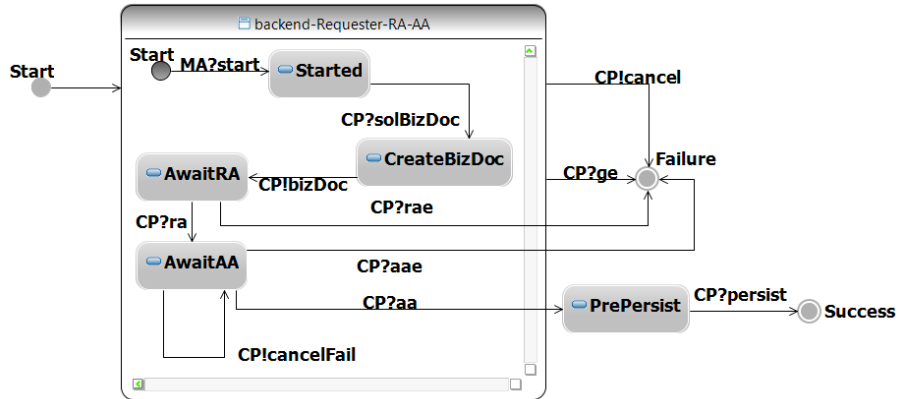 backend-Requester-RA-AA
Start
Start
MA?start
Started
CP!cancel
CP?solBizDoc
CreateBizDoc
Failure
AwaitRA
CP!bizDoc
CP?ge
CP?rae
CP?ra
AwaitAA
CP?aae
CP?aa
CP?persist
PrePersist
Success
CP!cancelFail